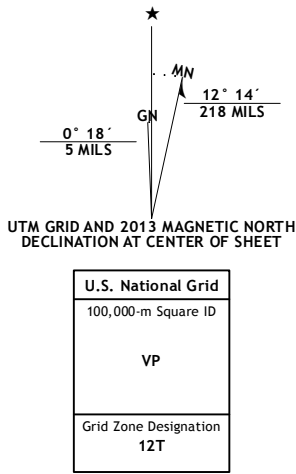 ★
MN
GN
12° 14´
218 MILS
0° 18´
5 MILS
UTM GRID AND 2013 MAGNETIC NORTH
DECLINATION AT CENTER OF SHEET
U.S. National Grid
100,000-m Square ID
VP
Grid Zone Designation
12T